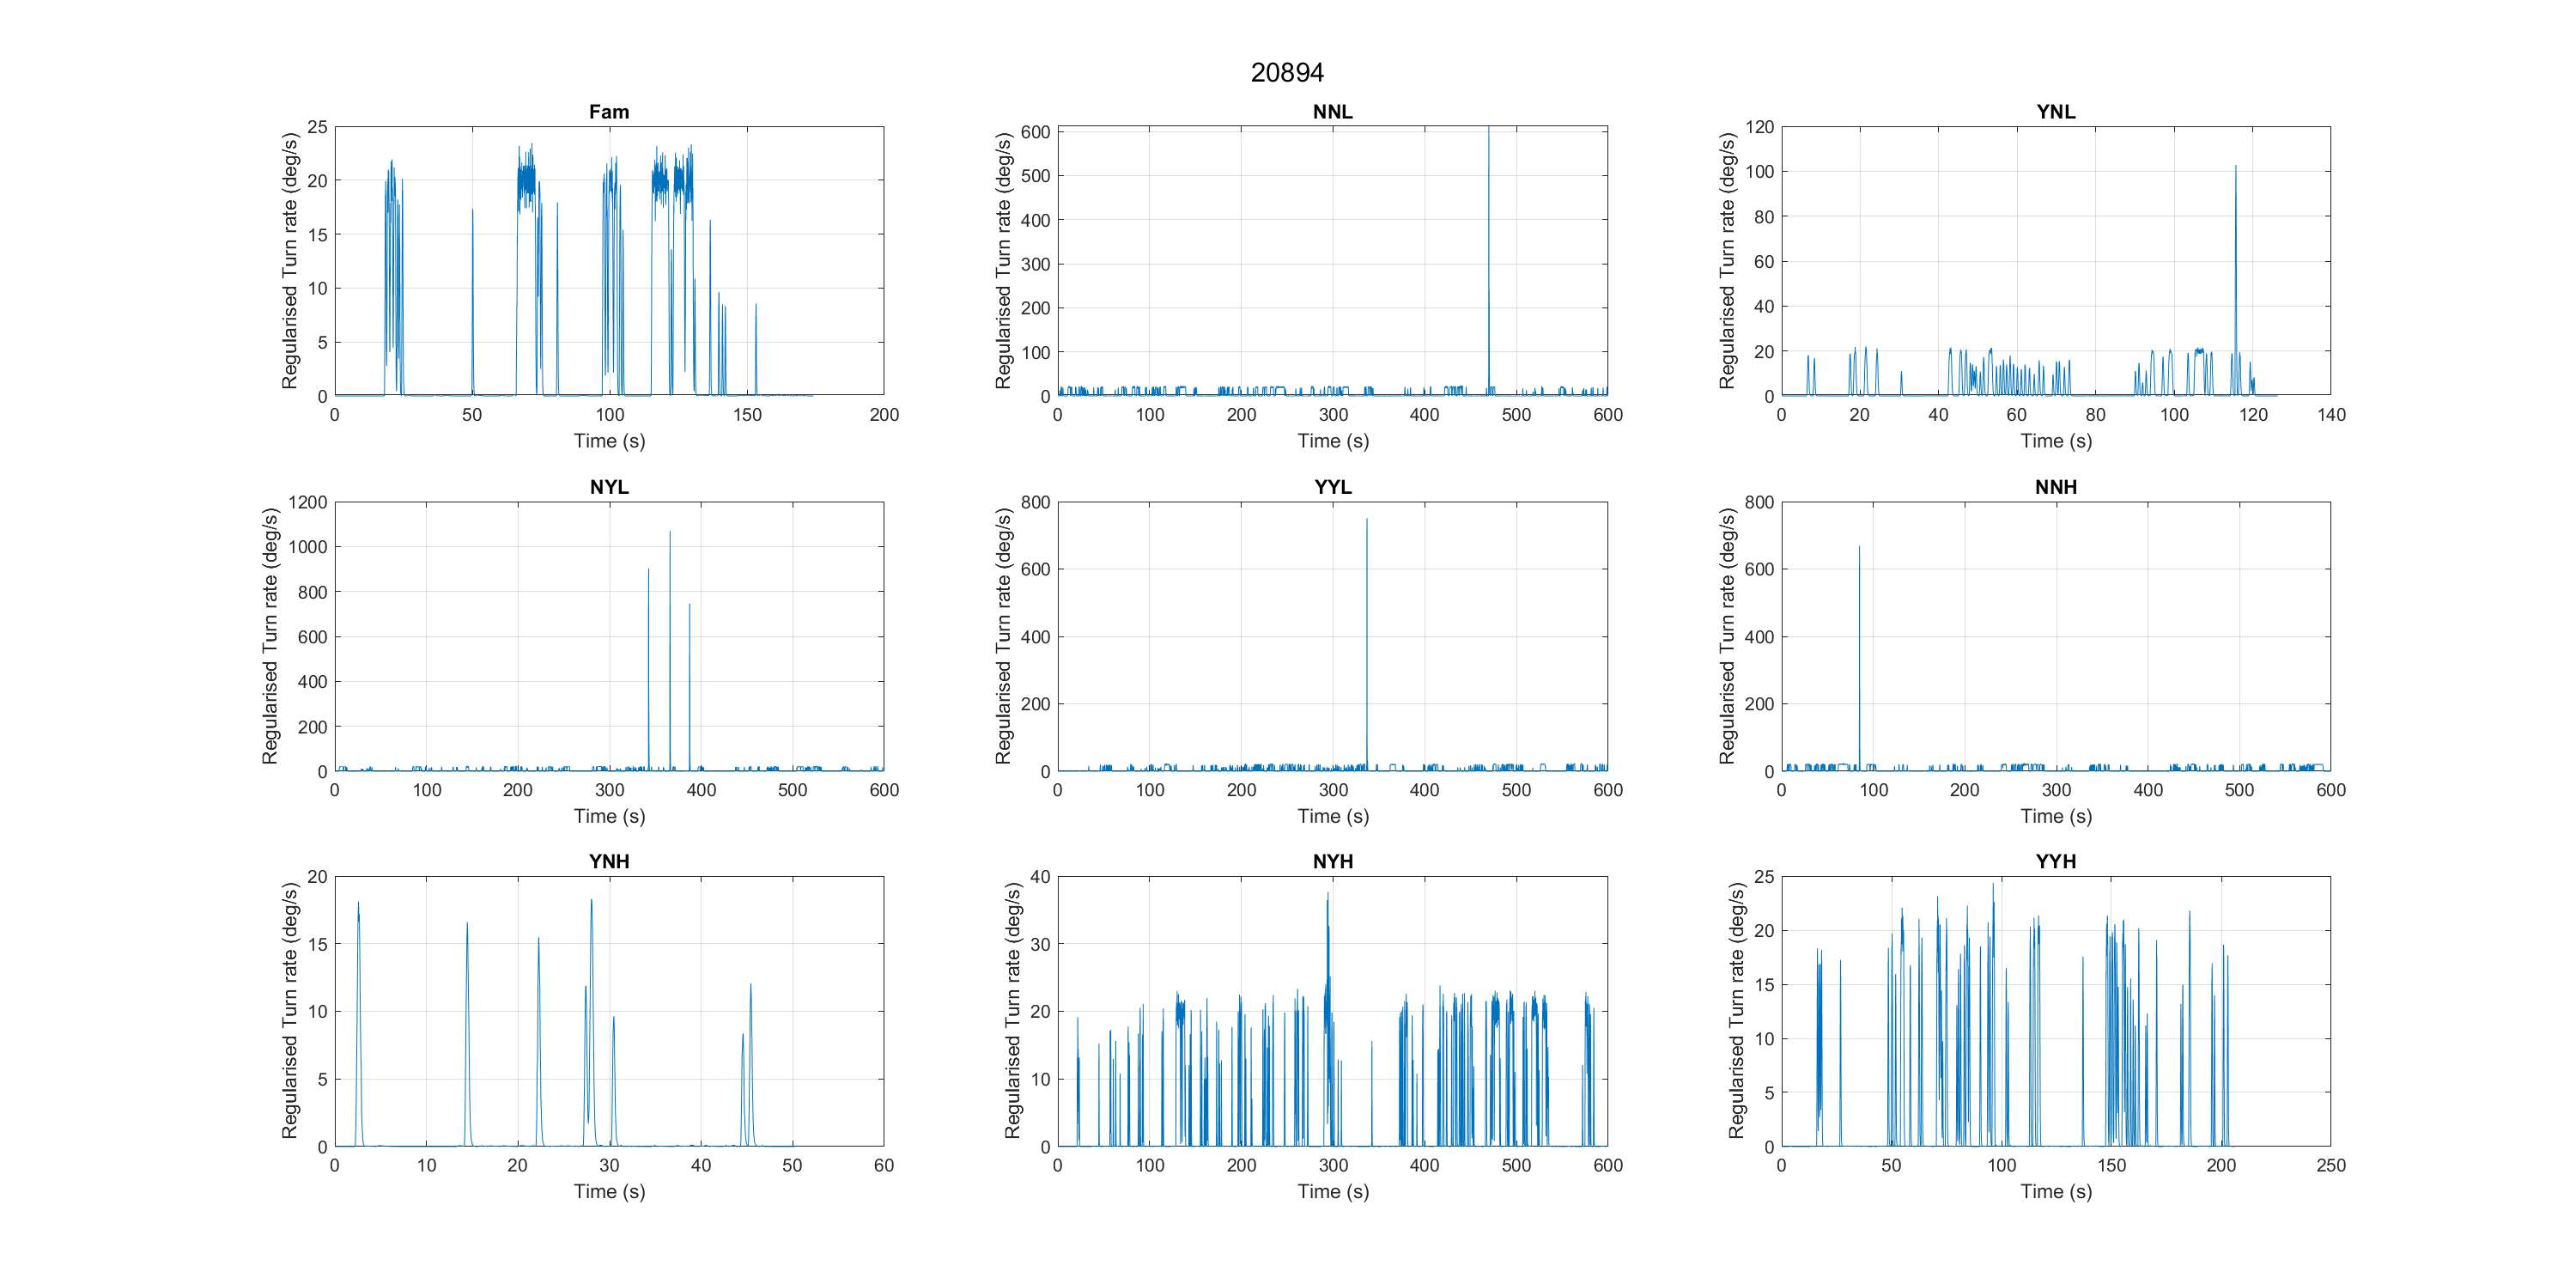 20894
Fam
Regularised Turn rate (deg/s)
25
20
15
10
5
0
0 50 100 150 200
Time (s)
NNL
Regularised Turn rate (deg/s)
600
500
400
300
200
100
0
0 100 200 300 400 500 600
Time (s)
YNL
Regularised Turn rate (deg/s)
120
100
80
60
40
20
0
0 20 40 60 80 100 120 140
Time (s)
NYL
Regularised Turn rate (deg/s)
1200
1000
800
600
400
200
0
0 100 200 300 400 500 600
Time (s)
YYL
Regularised Turn rate (deg/s)
800
600
400
200
0
0 100 200 300 400 500 600
Time (s)
NNH
Regularised Turn rate (deg/s)
800
600
400
200
0
0 100 200 300 400 500 600
Time (s)
YNH
Regularised Turn rate (deg/s)
20
15
10
5
0
0 10 20 30 40 50 60
Time (s)
NYH
Regularised Turn rate (deg/s)
40
30
20
10
0
0 100 200 300 400 500 600
Time (s)
YYH
Regularised Turn rate (deg/s)
25
20
15
10
5
0
0 50 100 150 200 250
Time (s)